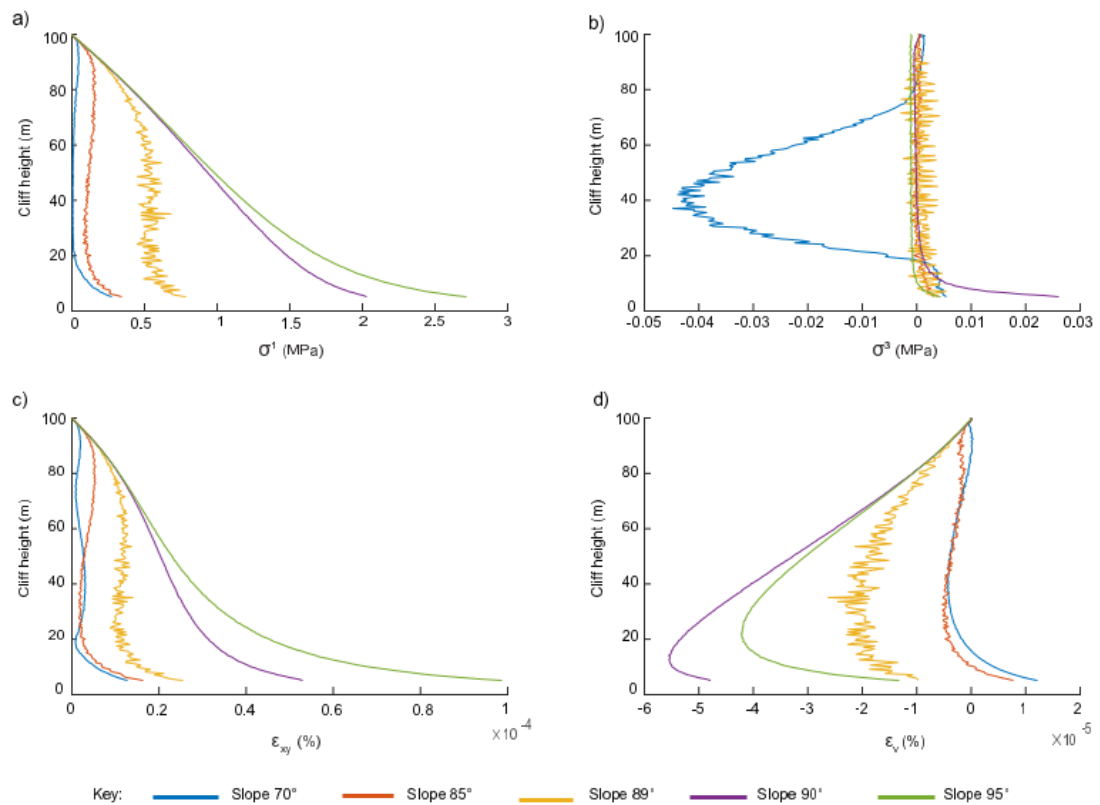 a)
100
80
60
40
20
0
Cliff height (m)
0 0.5 1 1.5 2 2.5 3
σ¹ (MPa)
b)
100
80
60
40
20
0
Cliff height (m)
-0.05 -0.04 -0.03 -0.02 -0.01 0 0.01 0.02 0.03
σ³ (MPa)
c)
100
80
60
40
20
0
Cliff height (m)
0 0.2 0.4 0.6 0.8 1
×10⁻⁴
εxy (%)
d)
100
80
60
40
20
0
Cliff height (m)
-6 -5 -4 -3 -2 -1 0 1 2
×10⁻⁵
εv (%)
Key: Slope 70° Slope 85° Slope 89° Slope 90° Slope 95°